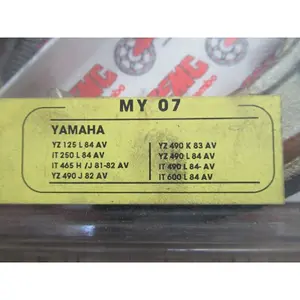 MY 07
YAMAHA
YZ 125 L 84 AV
IT 250 L 84 AV
IT 465 H /J 81-82 AV
YZ 490 J 82 AV
YZ 490 K 83 AV
YZ 490 L 84 AV
IT 490 L 84- AV
IT 600 L 84 AV